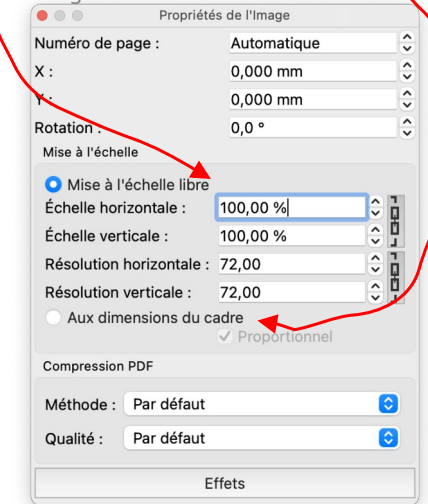 Propriétés de l'Image
Numéro de page : Automatique
X : 0,000 mm
Y : 0,000 mm
Rotation : 0,0 °
Mise à l'échelle
Mise à l'échelle libre
Échelle horizontale : 100,00 %
Échelle verticale : 100,00 %
Résolution horizontale : 72,00
Résolution verticale : 72,00
Aux dimensions du cadre
Proportionnel
Compression PDF
Méthode : Par défaut
Qualité : Par défaut
Effets